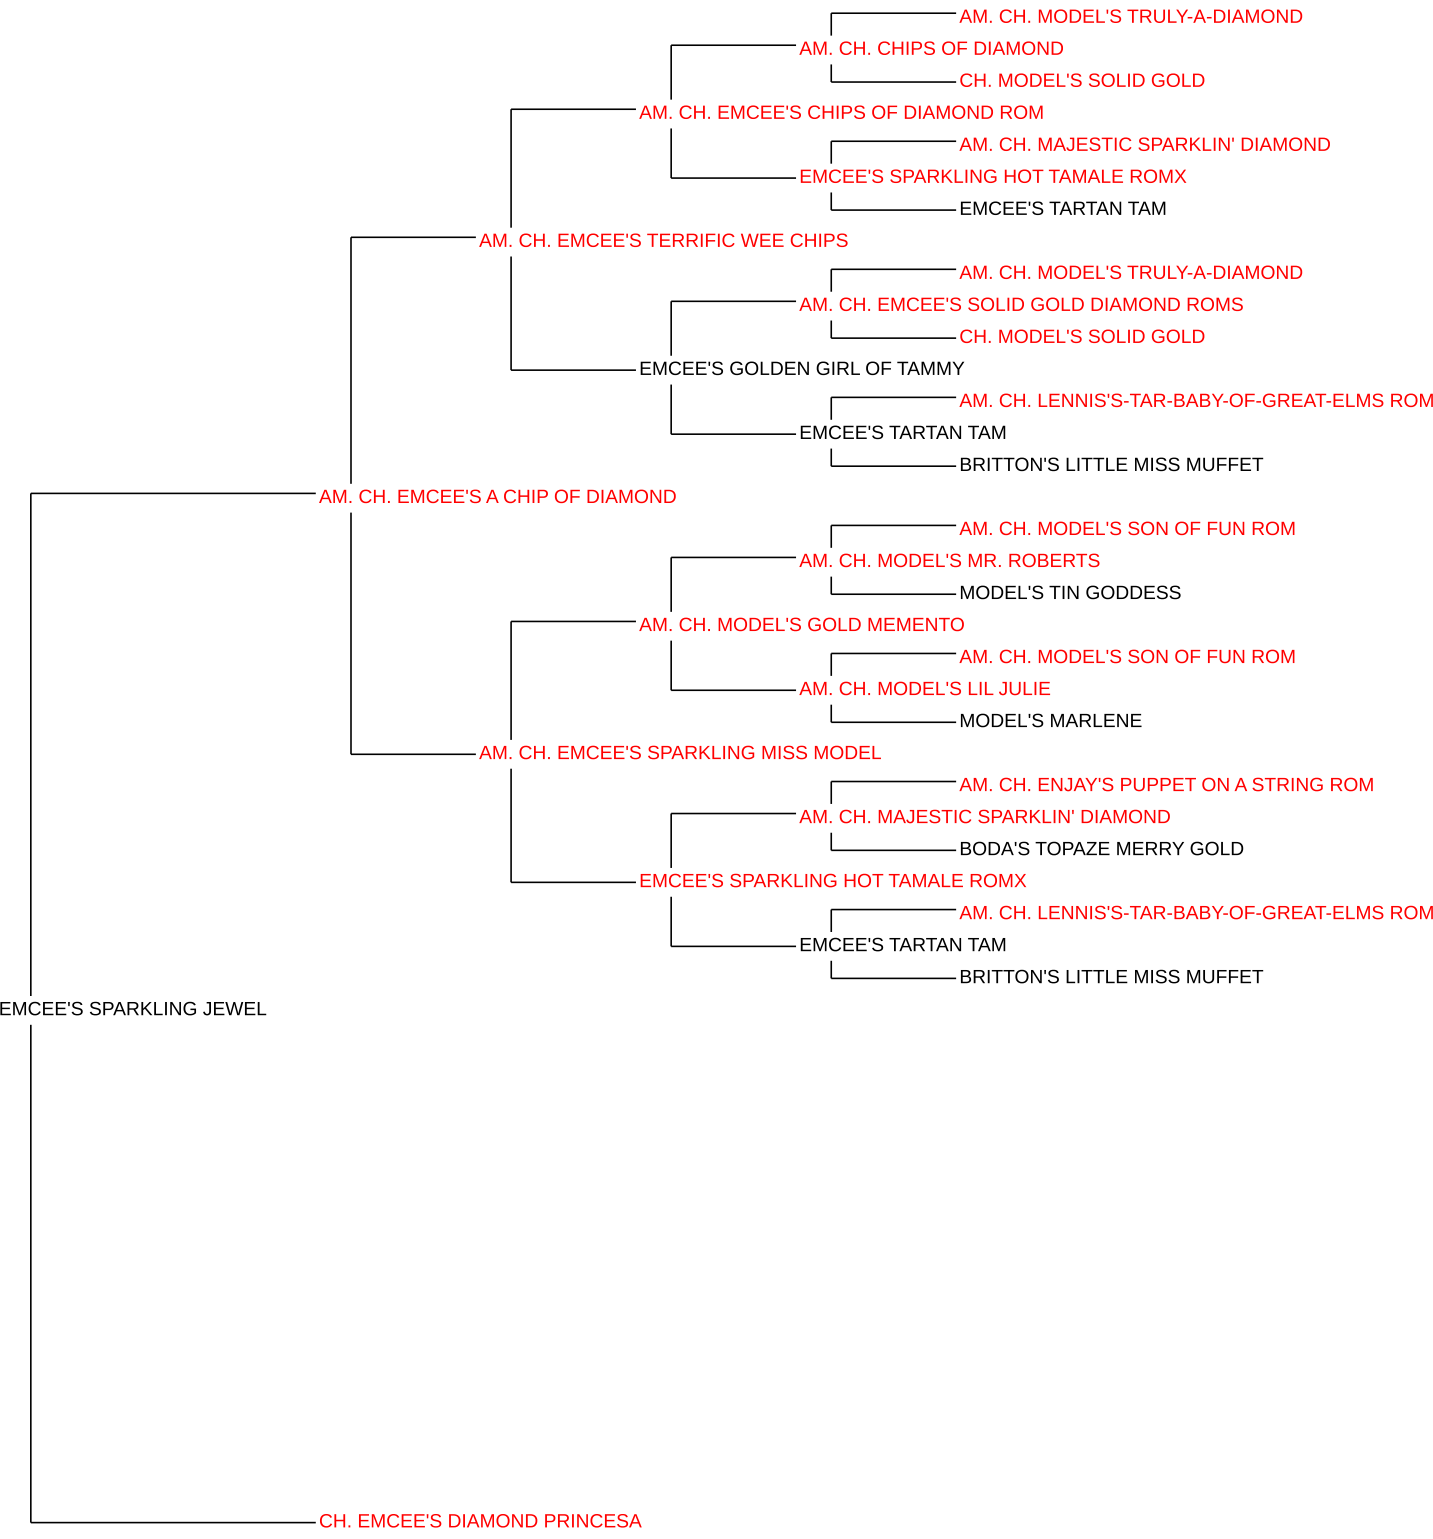 AM. CH. MODEL'S TRULY-A-DIAMOND
AM. CH. CHIPS OF DIAMOND
CH. MODEL'S SOLID GOLD
AM. CH. EMCEE'S CHIPS OF DIAMOND ROM
AM. CH. MAJESTIC SPARKLIN' DIAMOND
EMCEE'S SPARKLING HOT TAMALE ROMX
EMCEE'S TARTAN TAM
AM. CH. EMCEE'S TERRIFIC WEE CHIPS
AM. CH. MODEL'S TRULY-A-DIAMOND
AM. CH. EMCEE'S SOLID GOLD DIAMOND ROMS
CH. MODEL'S SOLID GOLD
EMCEE'S GOLDEN GIRL OF TAMMY
AM. CH. LENNIS'S-TAR-BABY-OF-GREAT-ELMS ROM
EMCEE'S TARTAN TAM
BRITTON'S LITTLE MISS MUFFET
AM. CH. EMCEE'S A CHIP OF DIAMOND
AM. CH. MODEL'S SON OF FUN ROM
AM. CH. MODEL'S MR. ROBERTS
MODEL'S TIN GODDESS
AM. CH. MODEL'S GOLD MEMENTO
AM. CH. MODEL'S SON OF FUN ROM
AM. CH. MODEL'S LIL JULIE
MODEL'S MARLENE
AM. CH. EMCEE'S SPARKLING MISS MODEL
AM. CH. ENJAY'S PUPPET ON A STRING ROM
AM. CH. MAJESTIC SPARKLIN' DIAMOND
BODA'S TOPAZE MERRY GOLD
EMCEE'S SPARKLING HOT TAMALE ROMX
AM. CH. LENNIS'S-TAR-BABY-OF-GREAT-ELMS ROM
EMCEE'S TARTAN TAM
BRITTON'S LITTLE MISS MUFFET
EMCEE'S SPARKLING JEWEL
CH. EMCEE'S DIAMOND PRINCESA